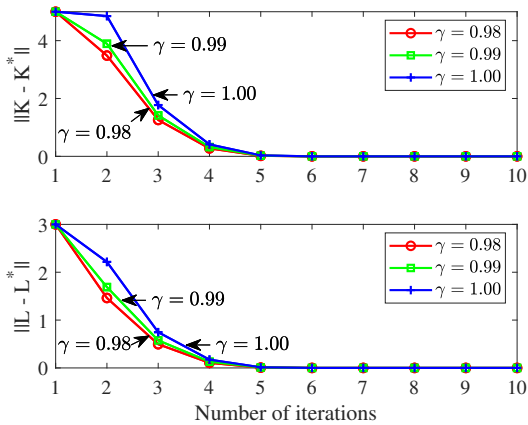 ||K - K*||
4
2
0
γ = 0.99
γ = 1.00
γ = 0.98
γ = 0.98
γ = 0.99
γ = 1.00
1 2 3 4 5 6 7 8 9 10
||L - L* ||
3
2
1
0
γ = 0.99
γ = 0.98
γ = 1.00
γ = 0.98
γ = 0.99
γ = 1.00
1 2 3 4 5 6 7 8 9 10
Number of iterations